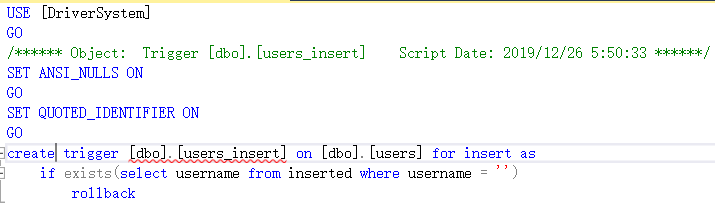 USE [DriverSystem]
GO
/****** Object:  Trigger [dbo].[users_insert]    Script Date: 2019/12/26 5:50:33 ******/
SET ANSI_NULLS ON
GO
SET QUOTED_IDENTIFIER ON
GO
create trigger [dbo].[users_insert] on [dbo].[users] for insert as
    if exists(select username from inserted where username = '')
        rollback